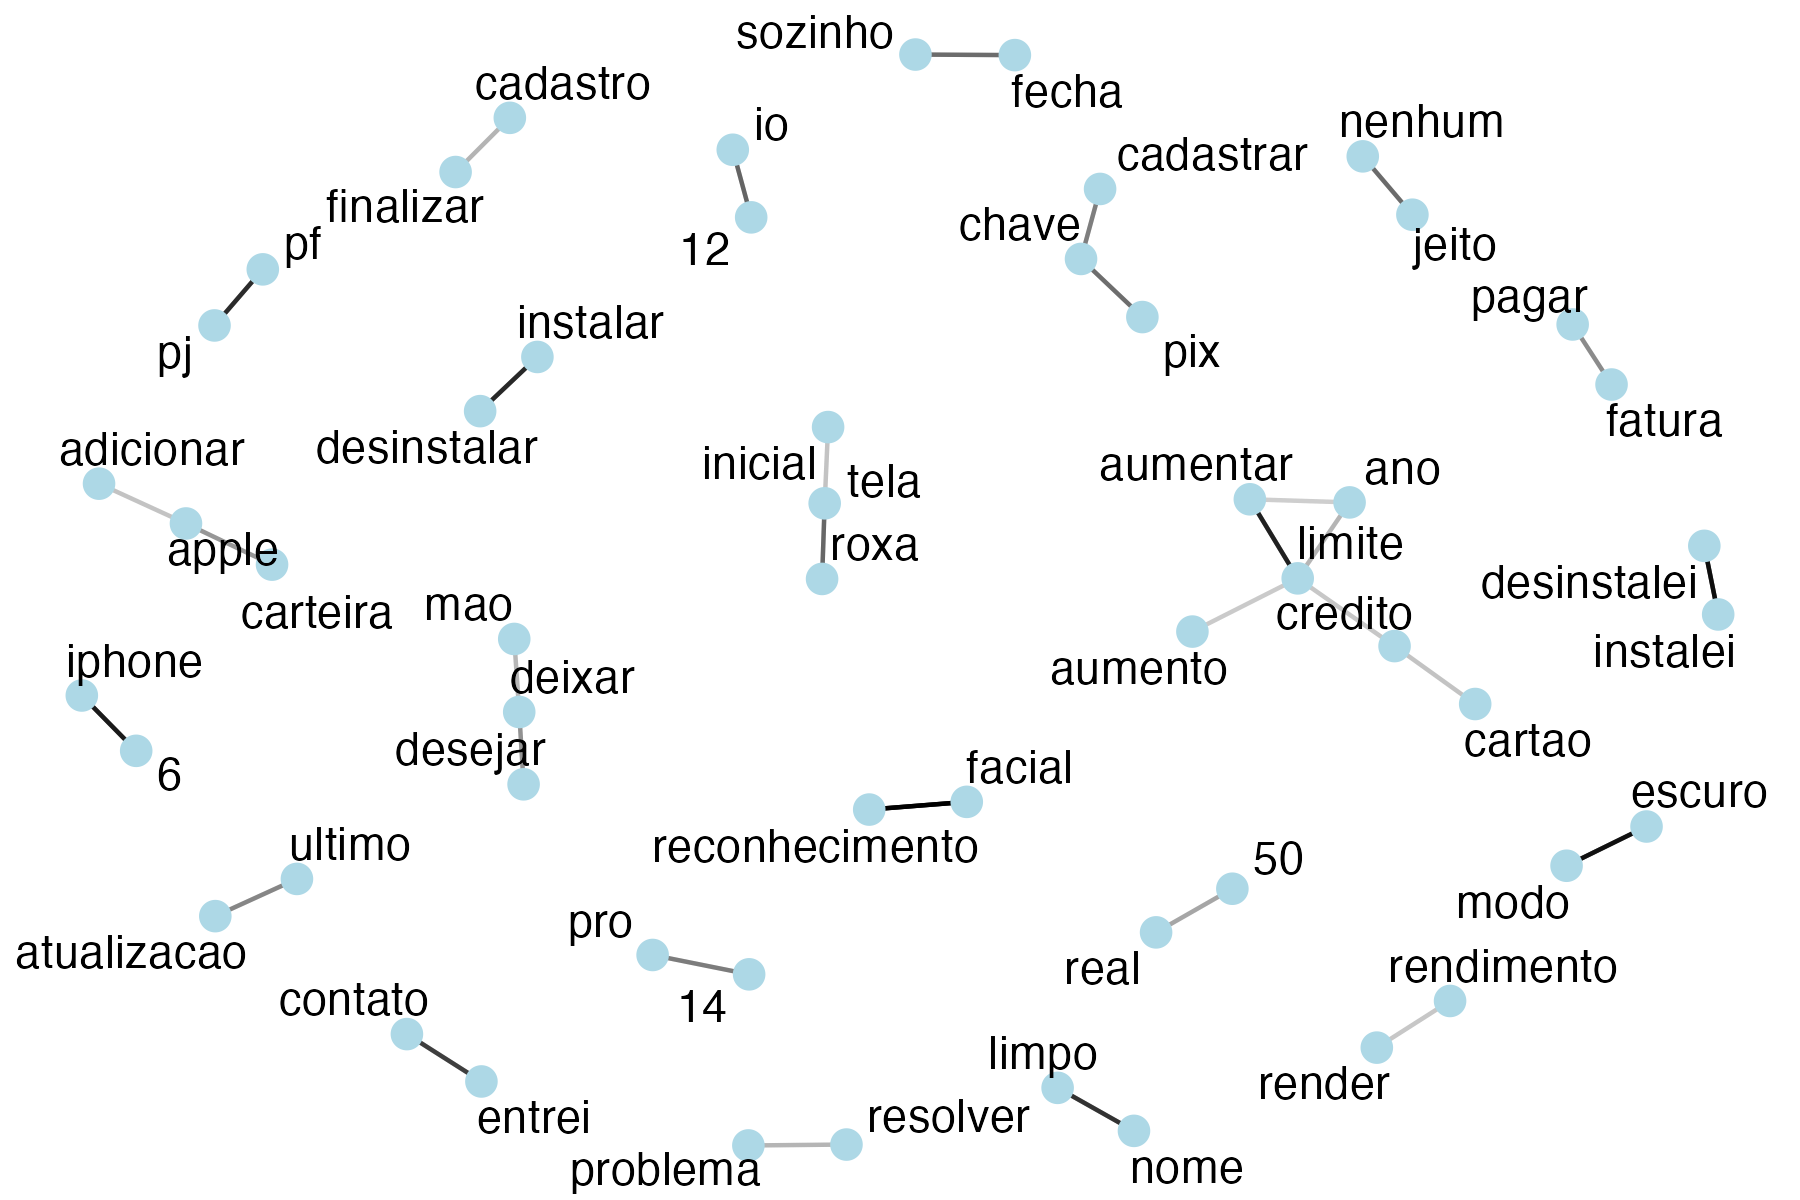 sozinho
fecha
cadastro
finalizar
io
12
cadastrar
chave
pix
nenhum
jeito
pf
pj
pagar
fatura
instalar
desinstalar
adicionar
apple
carteira
inicial
tela
roxa
aumentar
ano
limite
credito
aumento
cartao
desinstalei
instalei
mao
deixar
desejar
iphone
6
facial
reconhecimento
escuro
modo
ultimo
atualizacao
50
real
pro
14
rendimento
render
contato
entrei
limpo
nome
resolver
problema